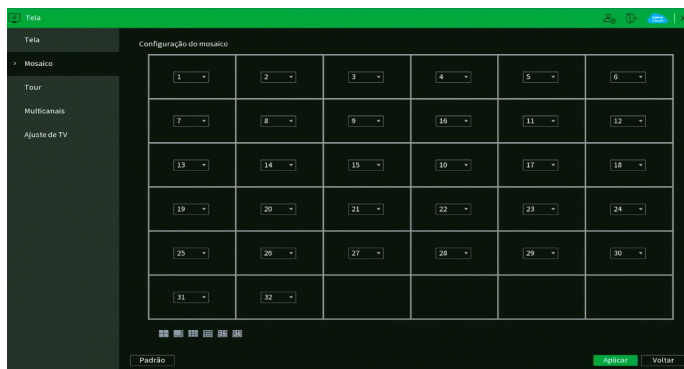 Tela
Tela
Configuração do mosaico
Mosaico
Tour
Multicanais
Ajuste de TV
1 2 3 4 5 6
7 8 9 16 11 12
13 14 15 10 17 18
19 20 21 22 23 24
25 26 27 28 29 30
31 32
Padrão Aplicar Voltar